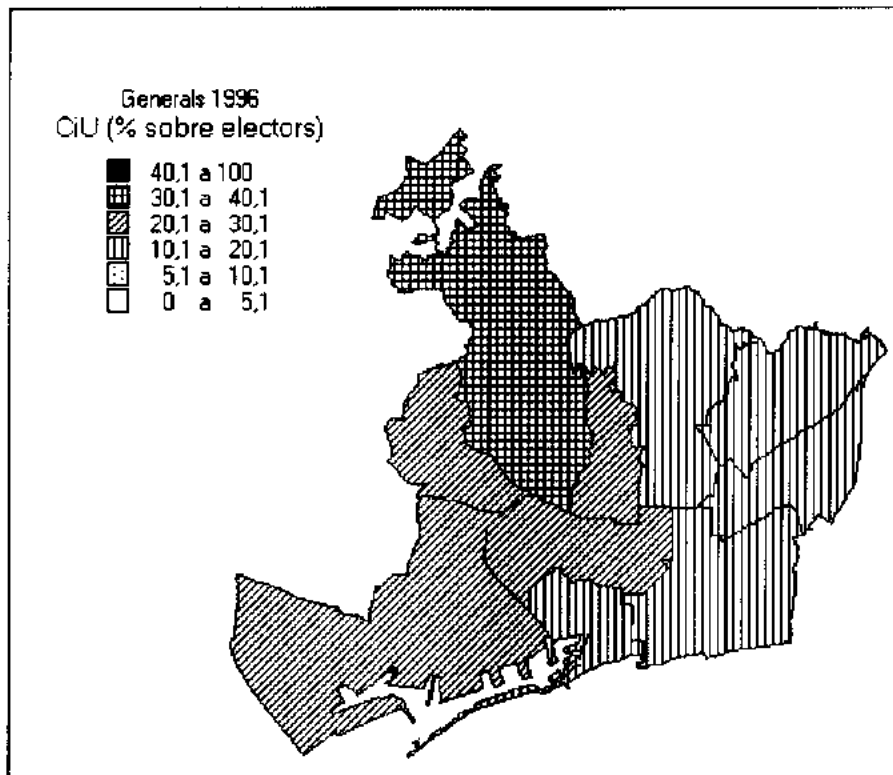 Generals 1996
CiU (% sobre electors)
40,1 a 100
30,1 a 40,1
20,1 a 30,1
10,1 a 20,1
5,1 a 10,1
0 a 5,1